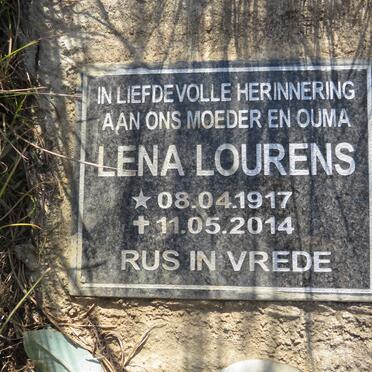 IN LIEFDEVOLLE HERINNERING
AAN ONS MOEDER EN OUMA
LENA LOURENS
★ 08.04.1917
✝ 11.05.2014
RUS IN VREDE